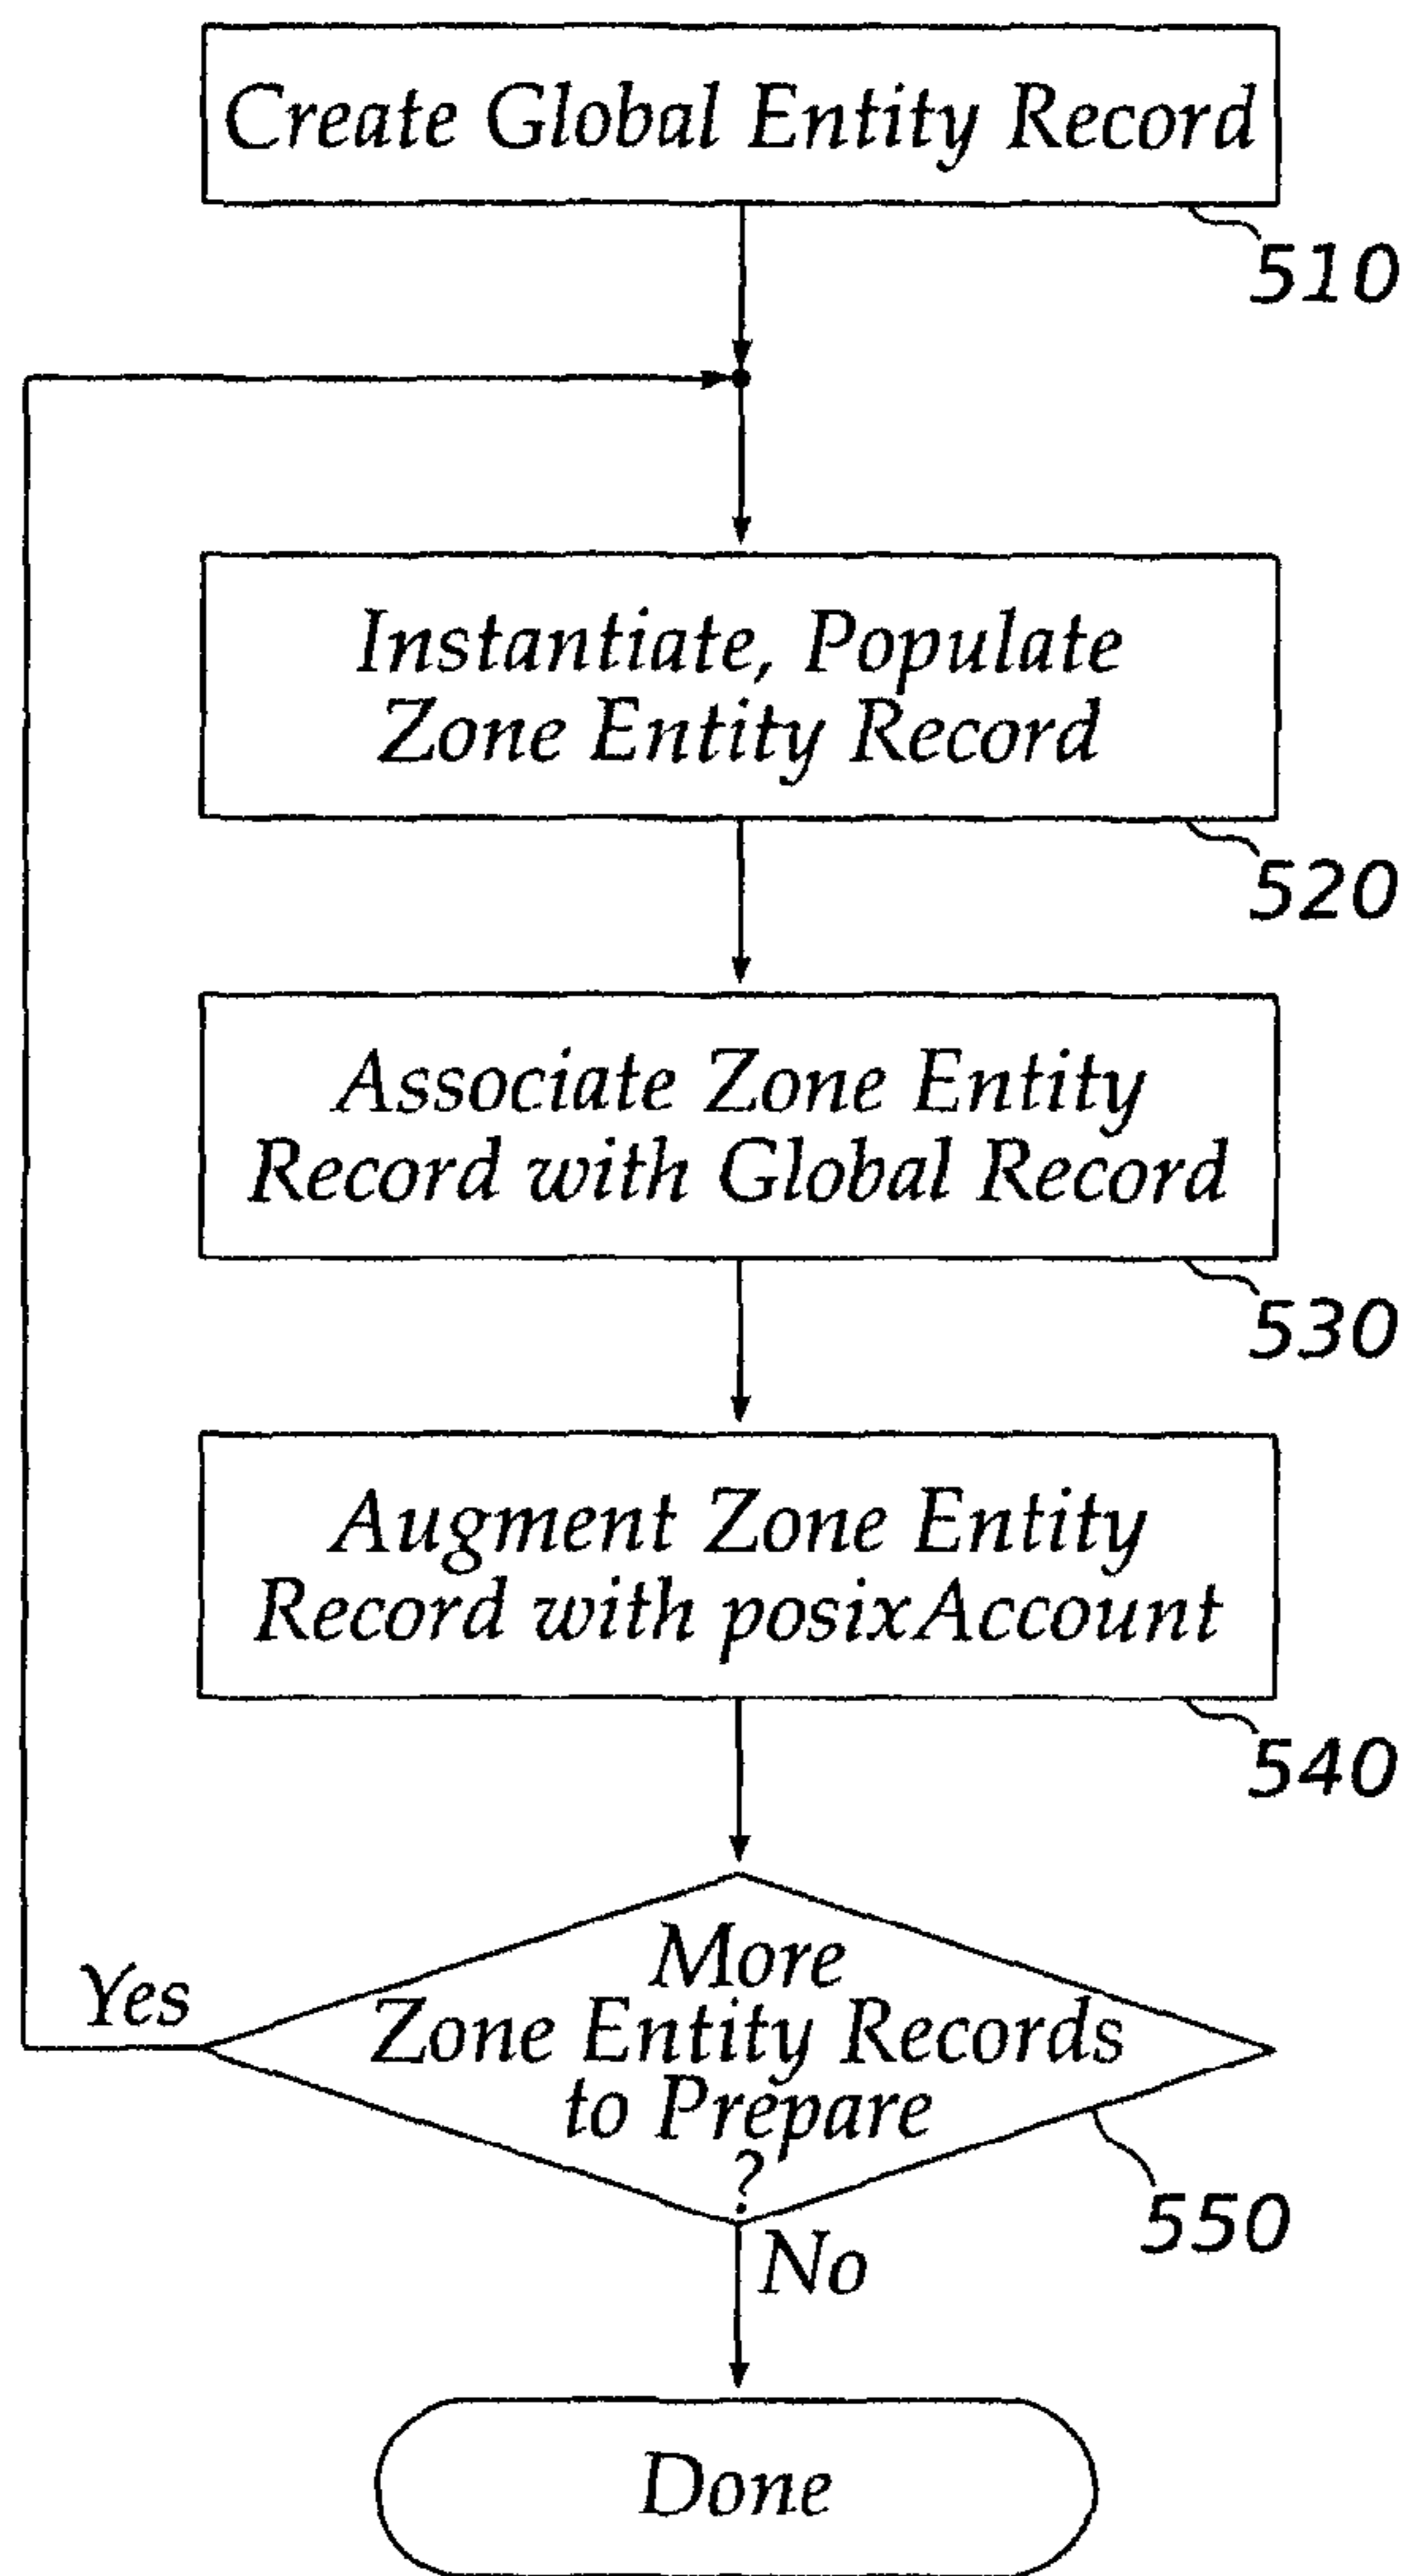 Create Global Entity Record
510
Instantiate, Populate
Zone Entity Record
520
Associate Zone Entity
Record with Global Record
530
Augment Zone Entity
Record with posixAccount
540
More
Zone Entity Records
to Prepare
?
Yes
550
No
Done